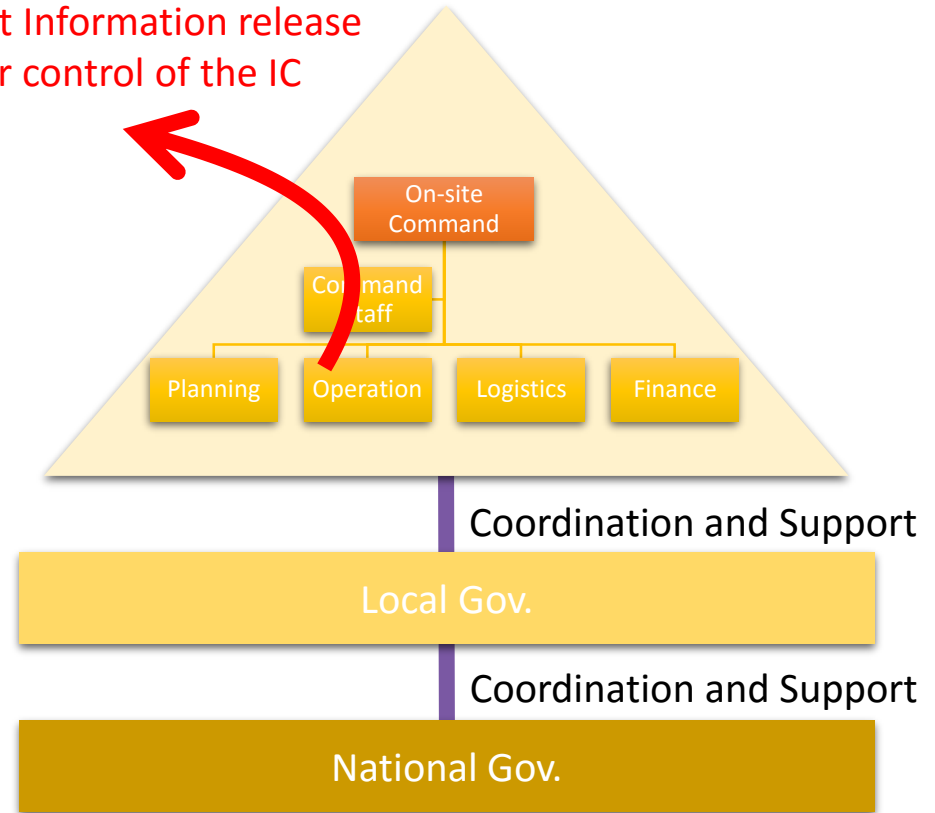 t Information release
r control of the IC
On-site
Command
Command
Staff
Planning
Operation
Logistics
Finance
Coordination and Support
Local Gov.
Coordination and Support
National Gov.